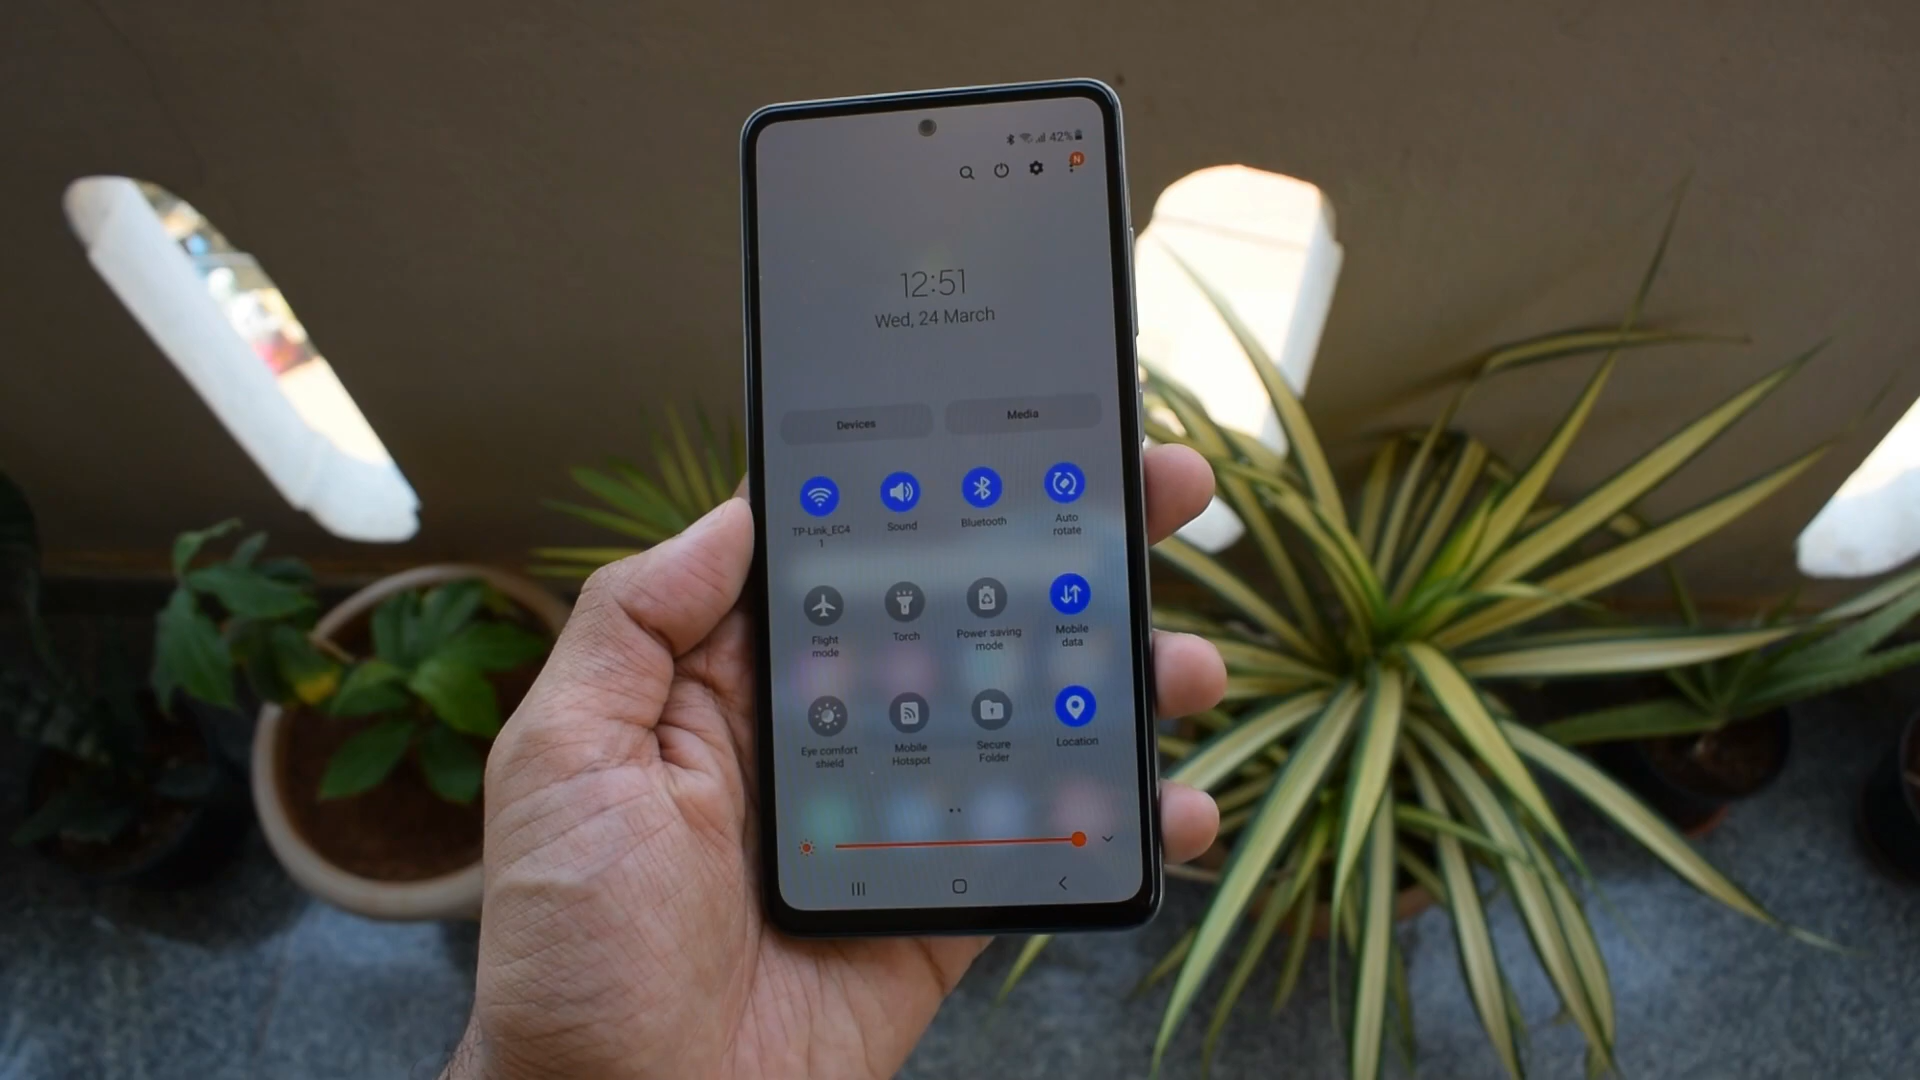 42%
N
12:51
Wed, 24 March
Devices
Media
TP-Link_EC4
1
Sound
Bluetooth
Auto
rotate
Flight
mode
Torch
Power saving
mode
Mobile
data
Eye comfort
shield
Mobile
Hotspot
Secure
Folder
Location